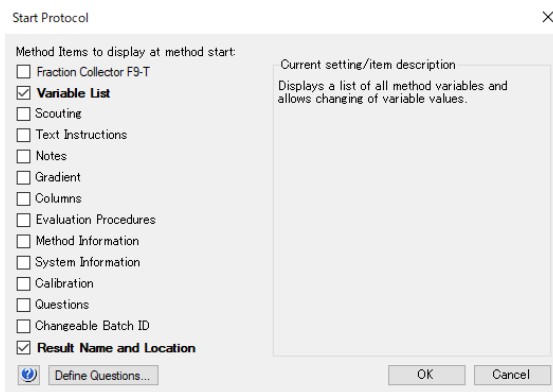 Start Protocol
Method Items to display at method start:
Fraction Collector F9-T
Variable List
Scouting
Text Instructions
Notes
Gradient
Columns
Evaluation Procedures
Method Information
System Information
Calibration
Questions
Changeable Batch ID
Result Name and Location
Current setting/item description
Displays a list of all method variables and
allows changing of variable values.
Define Questions...
OK
Cancel